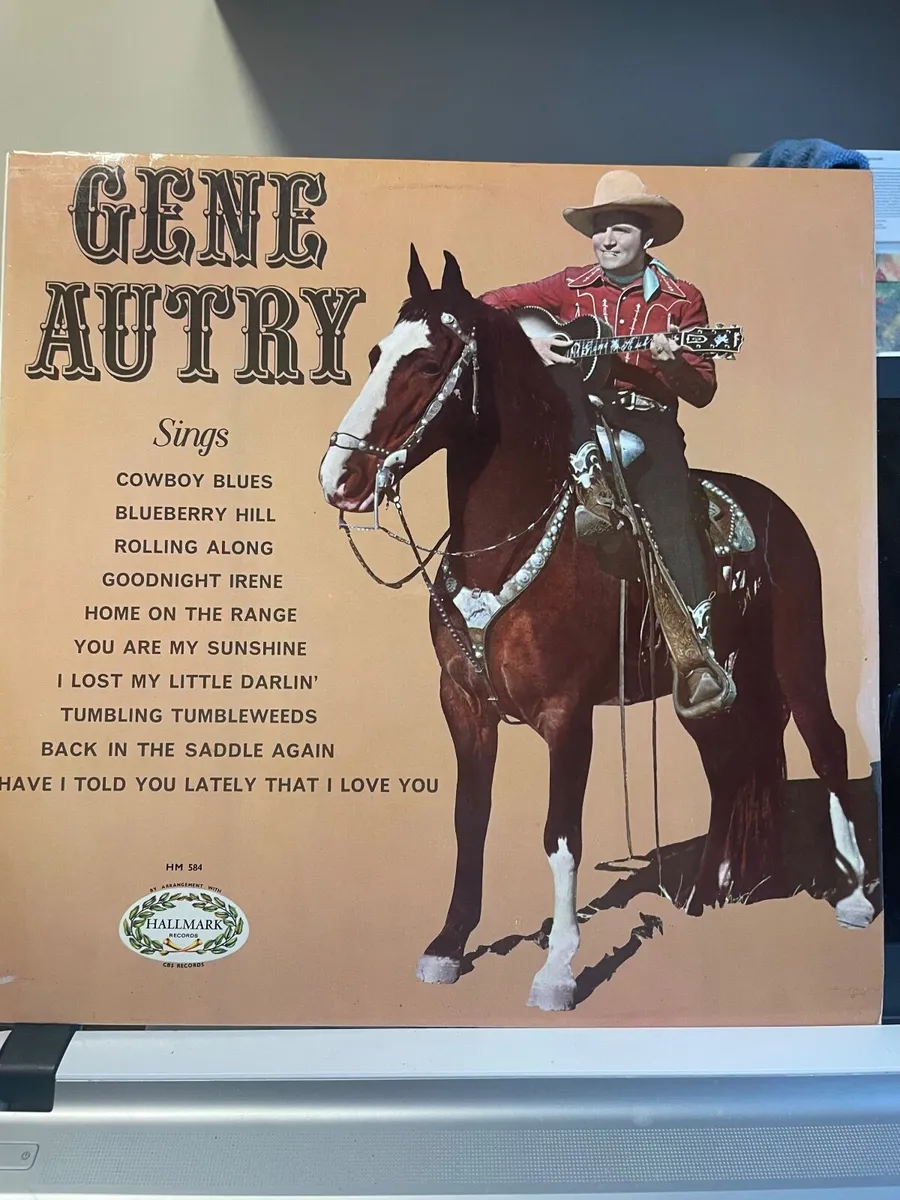 GENE
AUTRY
Sings
COWBOY BLUES
BLUEBERRY HILL
ROLLING ALONG
GOODNIGHT IRENE
HOME ON THE RANGE
YOU ARE MY SUNSHINE
I LOST MY LITTLE DARLIN'
TUMBLING TUMBLEWEEDS
BACK IN THE SADDLE AGAIN
HAVE I TOLD YOU LATELY THAT I LOVE YOU
HM 584
BY ARRANGEMENT WITH
HALLMARK
RECORDS
CBS RECORDS